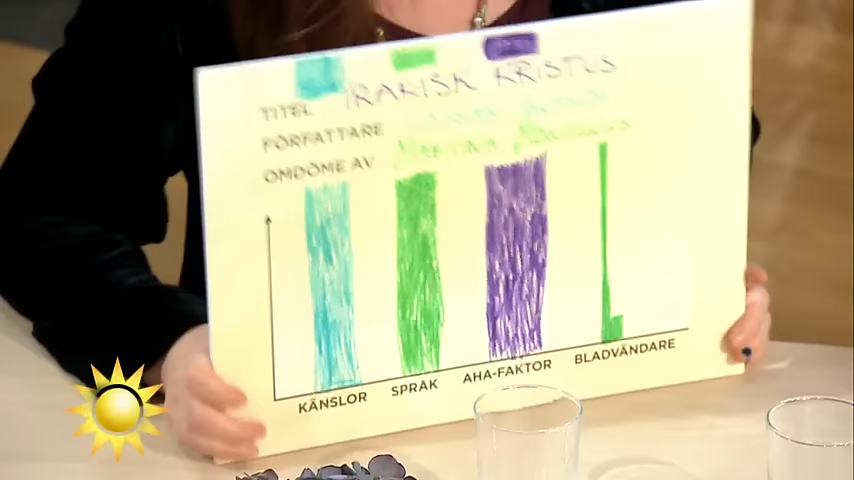 TITEL IRAKISK KRISTUS
FÖRFATTARE
OMDÖME AV
KÄNSLOR SPRÅK AHA-FAKTOR BLADVÄNDARE